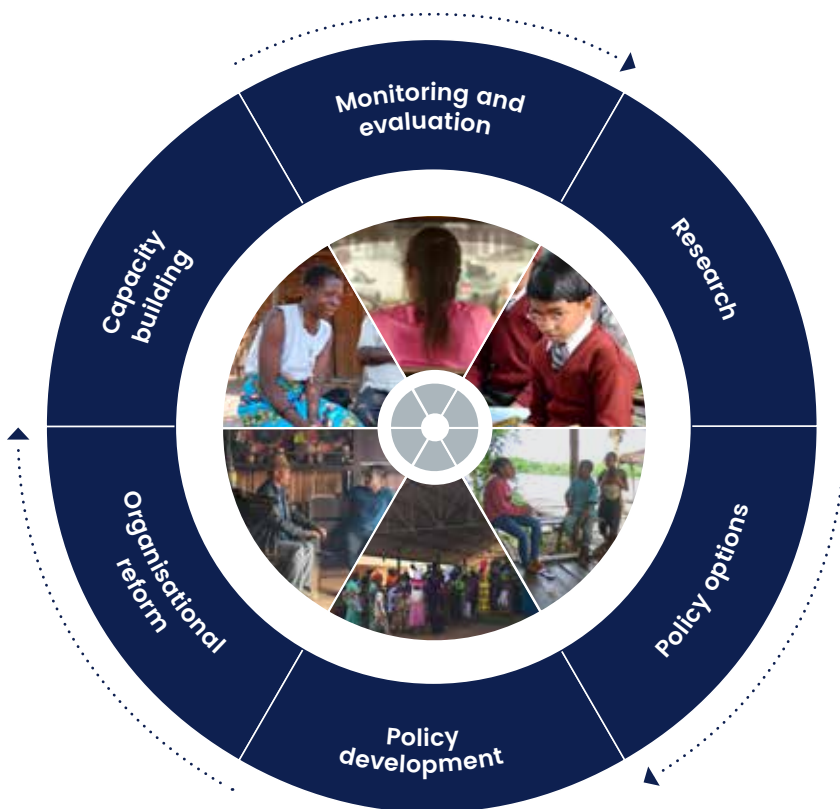 Monitoring and
evaluation
Research
Policy options
Policy
development
Organisational
reform
Capacity
building